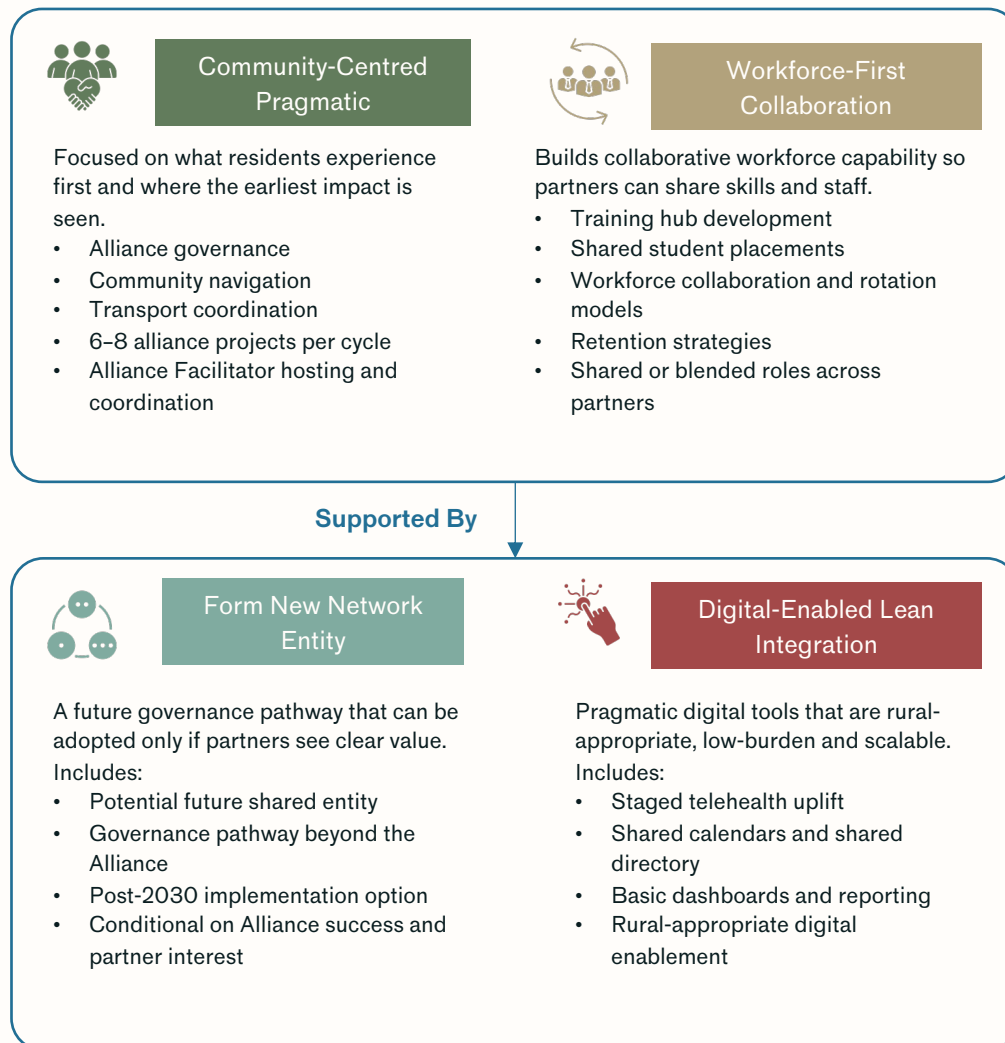 Community-Centred
Pragmatic
Focused on what residents experience
first and where the earliest impact is
seen.
• Alliance governance
• Community navigation
• Transport coordination
• 6–8 alliance projects per cycle
• Alliance Facilitator hosting and
coordination
Workforce-First
Collaboration
Builds collaborative workforce capability so
partners can share skills and staff.
• Training hub development
• Shared student placements
• Workforce collaboration and rotation
models
• Retention strategies
• Shared or blended roles across
partners
Supported By
Form New Network
Entity
A future governance pathway that can be
adopted only if partners see clear value.
Includes:
• Potential future shared entity
• Governance pathway beyond the
Alliance
• Post-2030 implementation option
• Conditional on Alliance success and
partner interest
Digital-Enabled Lean
Integration
Pragmatic digital tools that are rural-
appropriate, low-burden and scalable.
Includes:
• Staged telehealth uplift
• Shared calendars and shared
directory
• Basic dashboards and reporting
• Rural-appropriate digital
enablement